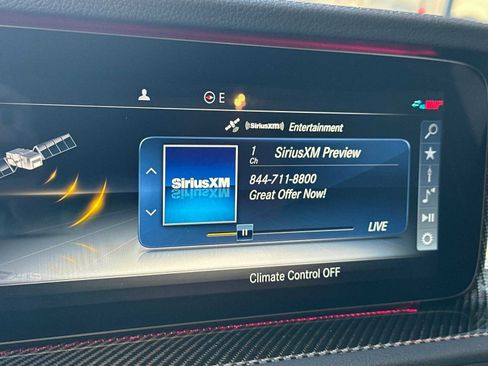 E
SiriusXM Entertainment
1 SiriusXM Preview
Ch
SiriusXM
844-711-8800
Great Offer Now!
LIVE
Climate Control OFF